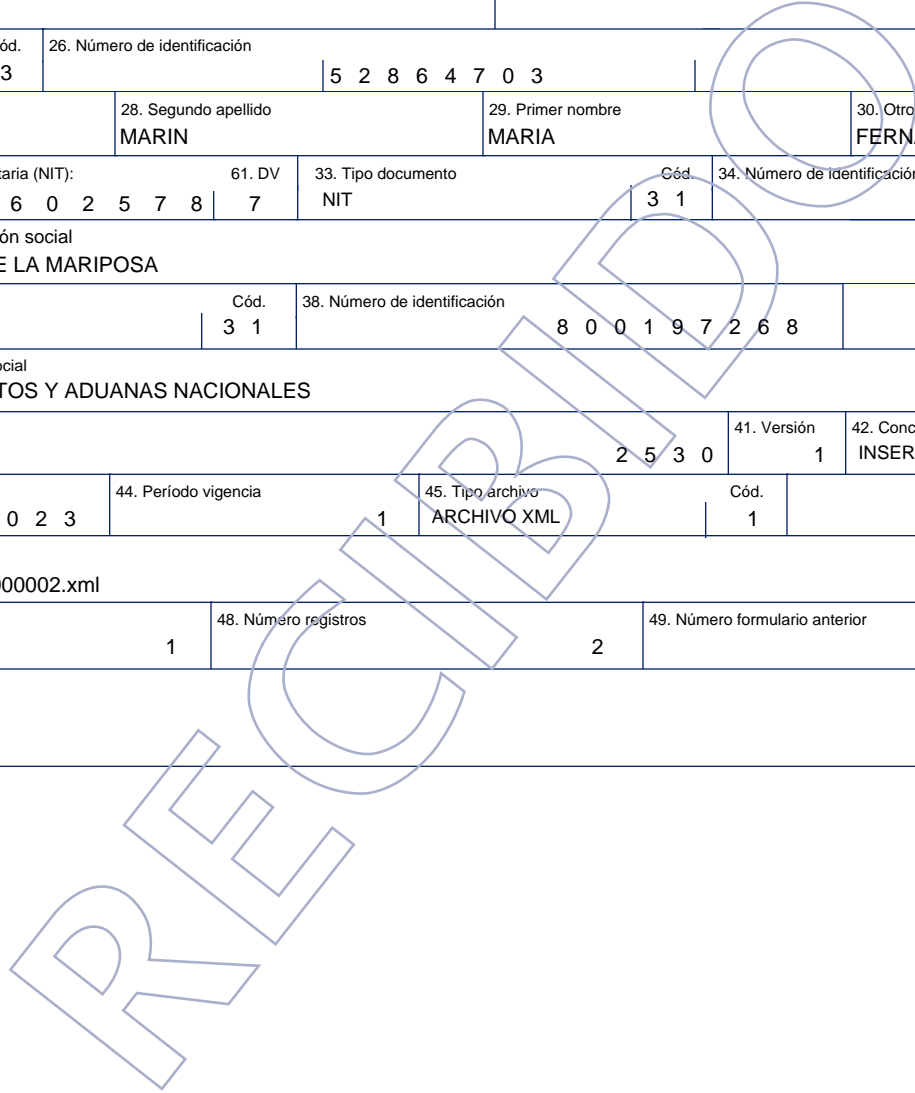 ód. 26. Número de identificación
3 5 2 8 6 4 7 0 3
28. Segundo apellido 29. Primer nombre 30. Otro
MARIN MARIA FERNA
taria (NIT): 61. DV 33. Tipo documento Cód. 34. Número de identificación
6 0 2 5 7 8 7 NIT 3 1
ón social
E LA MARIPOSA
Cód. 38. Número de identificación
3 1 8 0 0 1 9 7 2 6 8
ocial
TOS Y ADUANAS NACIONALES
41. Versión 42. Conc
2 5 3 0 1 INSER
44. Período vigencia 45. Tipo archivo Cód.
0 2 3 1 ARCHIVO XML 1
000002.xml
48. Número registros 49. Número formulario anterior
1 2
RECIBIDO